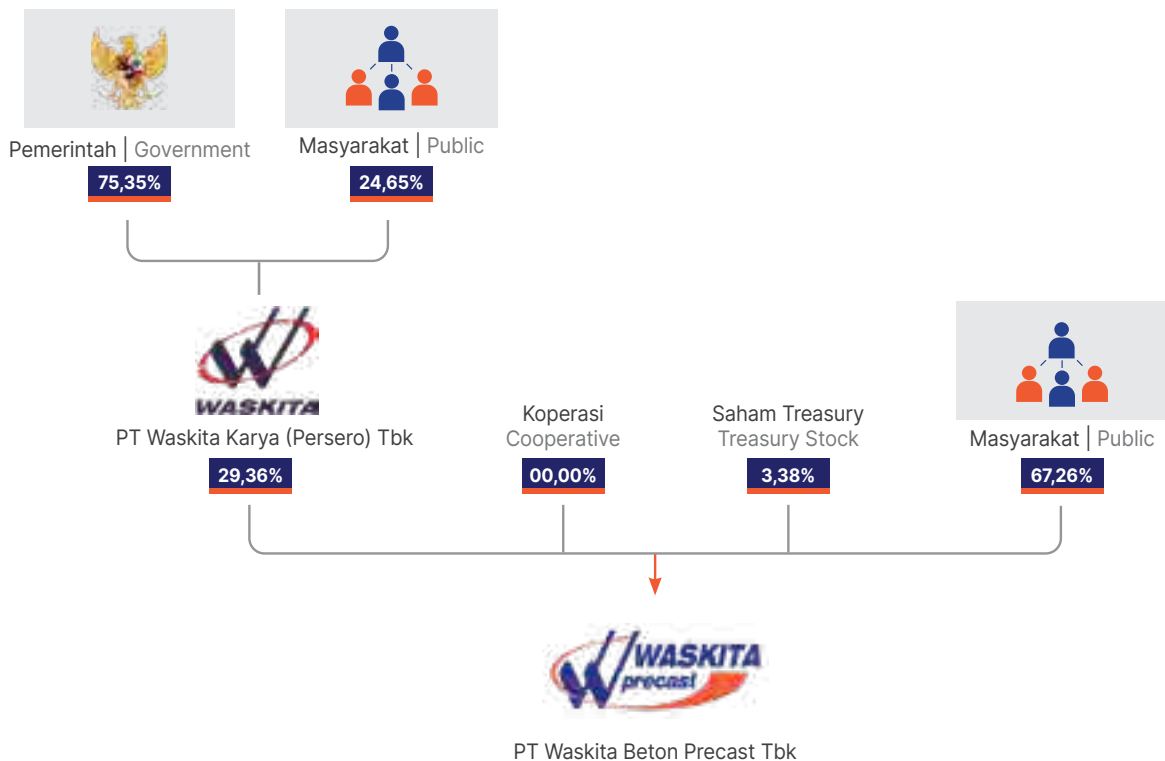 Pemerintah | Government
75,35%
Masyarakat | Public
24,65%
WASKITA
PT Waskita Karya (Persero) Tbk
29,36%
Koperasi
Cooperative
00,00%
Saham Treasury
Treasury Stock
3,38%
Masyarakat | Public
67,26%
WASKITA
precast
PT Waskita Beton Precast Tbk